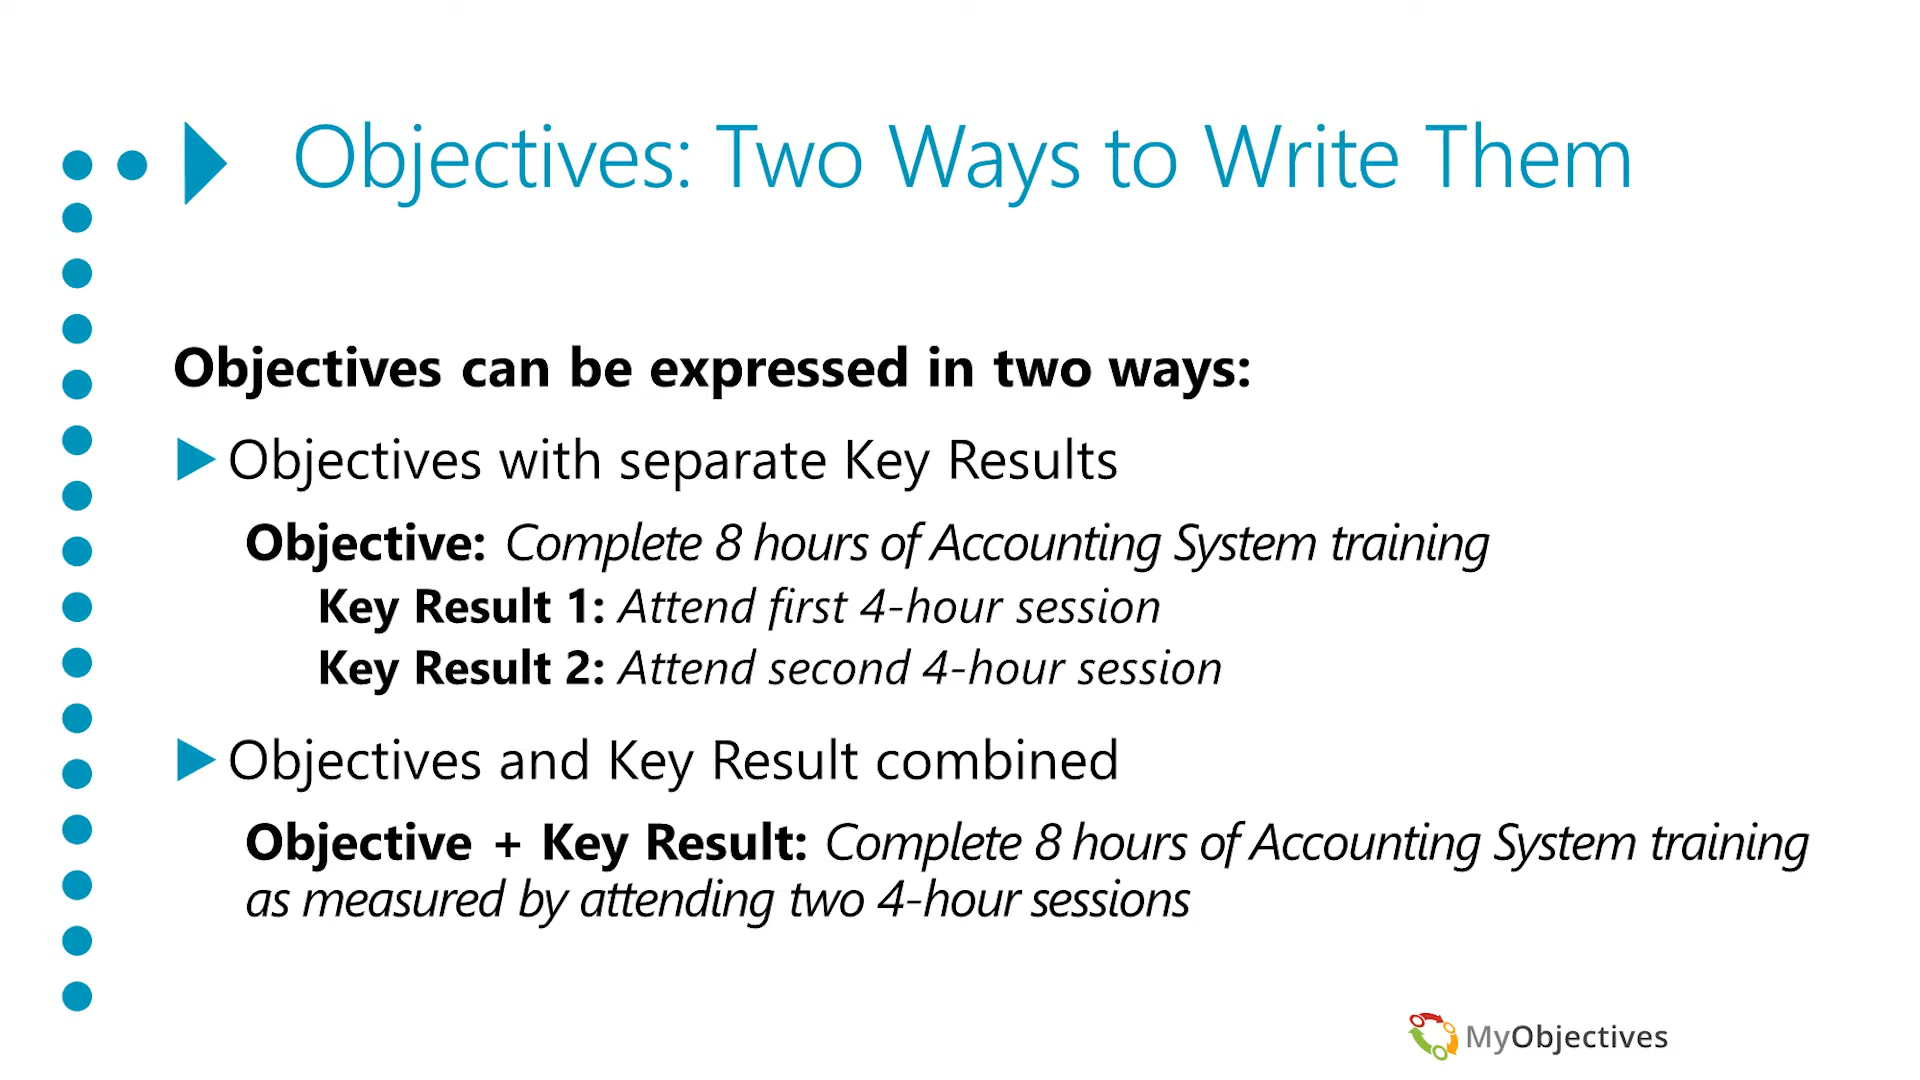 Objectives: Two Ways to Write Them
Objectives can be expressed in two ways:
Objectives with separate Key Results
Objective: Complete 8 hours of Accounting System training
Key Result 1: Attend first 4-hour session
Key Result 2: Attend second 4-hour session
Objectives and Key Result combined
Objective + Key Result: Complete 8 hours of Accounting System training
as measured by attending two 4-hour sessions
MyObjectives